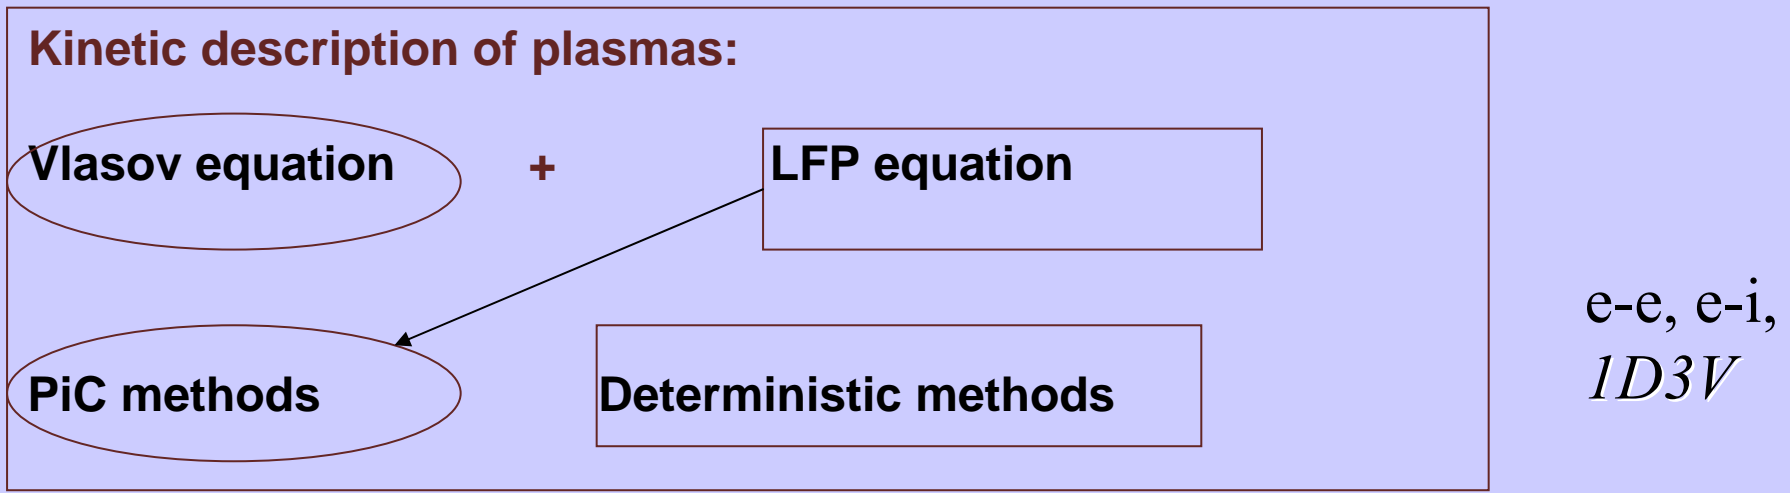 Kinetic description of plasmas:
Vlasov equation + LFP equation
PiC methods Deterministic methods
e-e, e-i,
1D3V